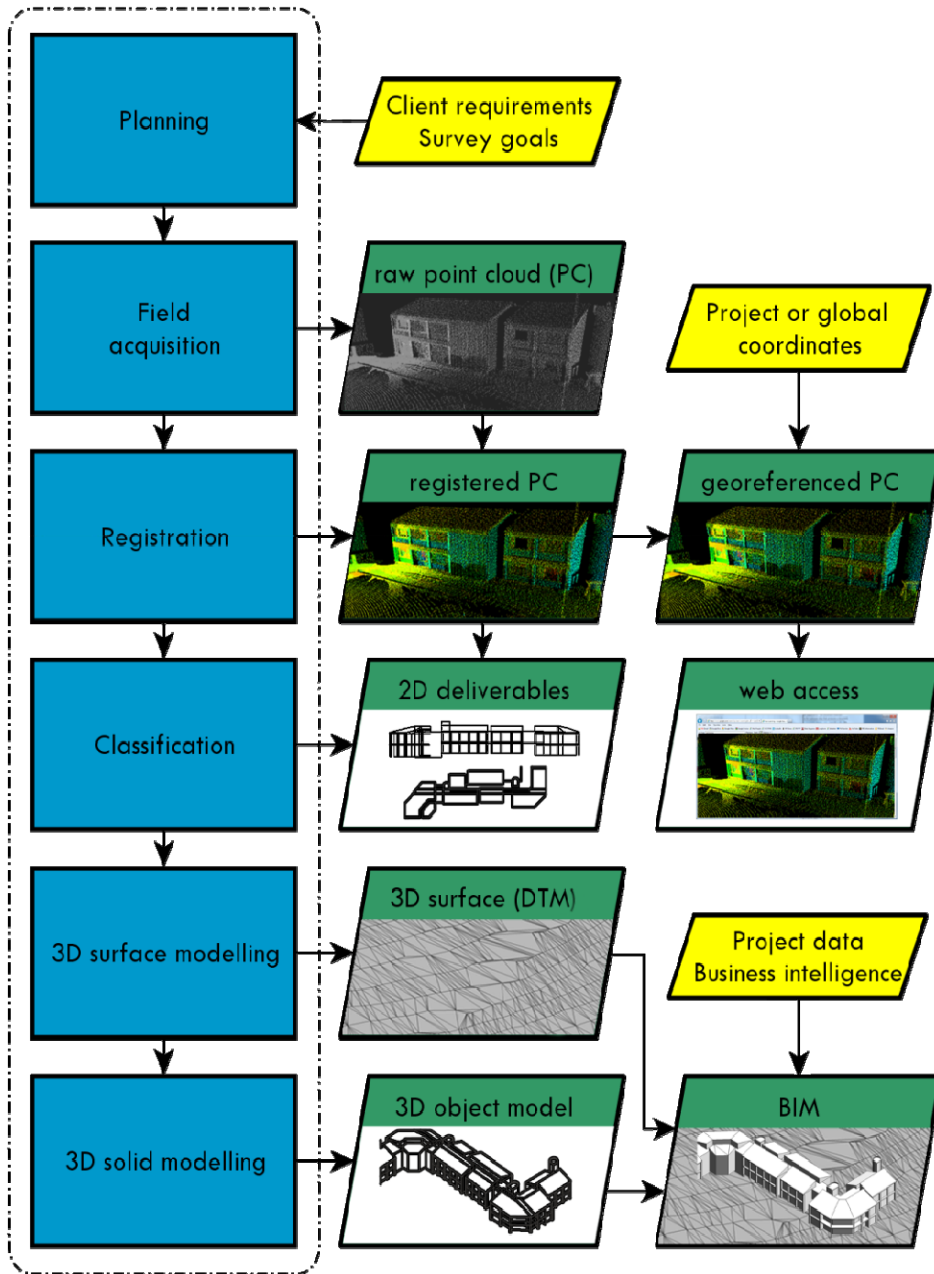 Planning
Client requirements
Survey goals
Field
acquisition
raw point cloud (PC)
Project or global
coordinates
Registration
registered PC
georeferenced PC
Classification
2D deliverables
web access
3D surface modelling
3D surface (DTM)
Project data
Business intelligence
3D solid modelling
3D object model
BIM